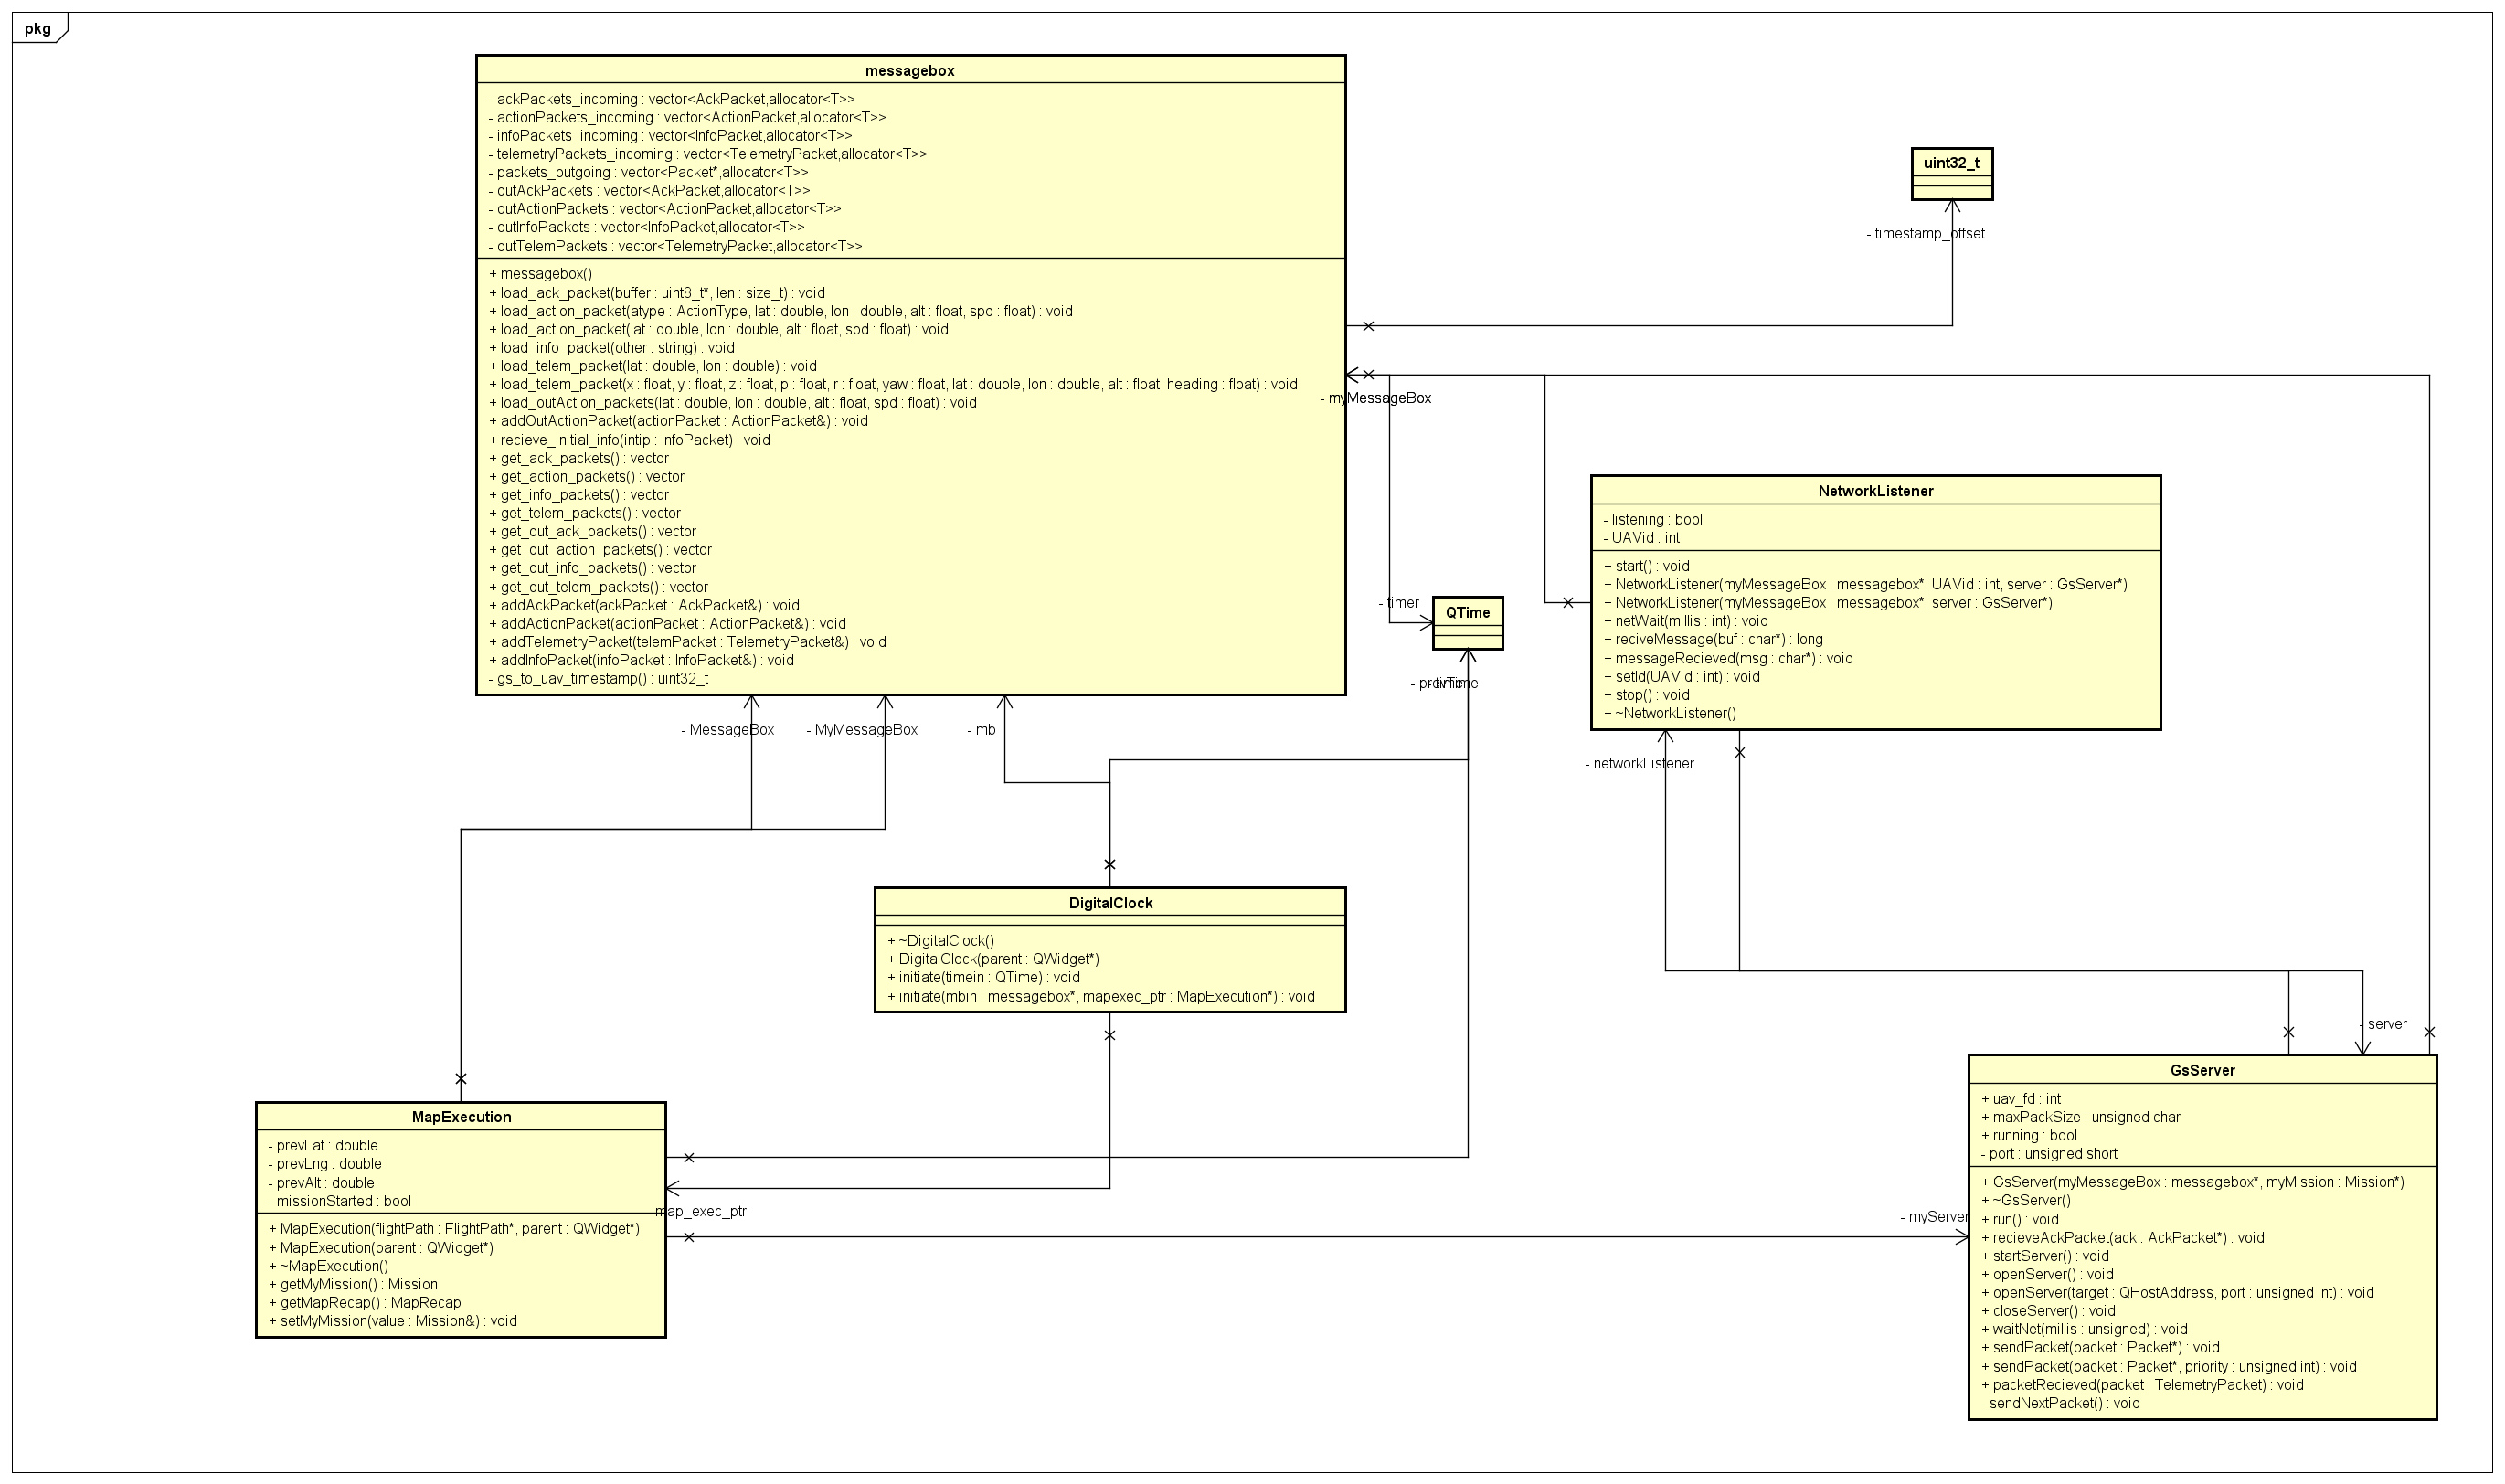 pkg
messagebox
- ackPackets_incoming : vector<AckPacket,allocator<T>>
- actionPackets_incoming : vector<ActionPacket,allocator<T>>
- infoPackets_incoming : vector<InfoPacket,allocator<T>>
- telemetryPackets_incoming : vector<TelemetryPacket,allocator<T>>
- packets_outgoing : vector<Packet*,allocator<T>>
- outAckPackets : vector<AckPacket,allocator<T>>
- outActionPackets : vector<ActionPacket,allocator<T>>
- outInfoPackets : vector<InfoPacket,allocator<T>>
- outTelemPackets : vector<TelemetryPacket,allocator<T>>
+ messagebox()
+ load_ack_packet(buffer : uint8_t*, len : size_t) : void
+ load_action_packet(atype : ActionType, lat : double, lon : double, alt : float, spd : float) : void
+ load_action_packet(lat : double, lon : double, alt : float, spd : float) : void
+ load_info_packet(other : string) : void
+ load_telem_packet(lat : double, lon : double) : void
+ load_telem_packet(x : float, y : float, z : float, p : float, r : float, yaw : float, lat : double, lon : double, alt : float, heading : float) : void
+ load_outAction_packets(lat : double, lon : double, alt : float, spd : float) : void
+ addOutActionPacket(actionPacket : ActionPacket&) : void
+ recieve_initial_info(intip : InfoPacket) : void
+ get_ack_packets() : vector
+ get_action_packets() : vector
+ get_info_packets() : vector
+ get_telem_packets() : vector
+ get_out_ack_packets() : vector
+ get_out_action_packets() : vector
+ get_out_info_packets() : vector
+ get_out_telem_packets() : vector
+ addAckPacket(ackPacket : AckPacket&) : void
+ addActionPacket(actionPacket : ActionPacket&) : void
+ addTelemetryPacket(telemPacket : TelemetryPacket&) : void
+ addInfoPacket(infoPacket : InfoPacket&) : void
- gs_to_uav_timestamp() : uint32_t
uint32_t
- timestamp_offset
- myMessageBox
NetworkListener
- listening : bool
- UAVid : int
+ start() : void
+ NetworkListener(myMessageBox : messagebox*, UAVid : int, server : GsServer*)
+ NetworkListener(myMessageBox : messagebox*, server : GsServer*)
+ netWait(millis : int) : void
+ reciveMessage(buf : char*) : long
+ messageRecieved(msg : char*) : void
+ setId(UAVid : int) : void
+ stop() : void
+ ~NetworkListener()
- timer
QTime
- prevTime
- time
- MessageBox
- MyMessageBox
- mb
- networkListener
DigitalClock
+ ~DigitalClock()
+ DigitalClock(parent : QWidget*)
+ initiate(timein : QTime) : void
+ initiate(mbin : messagebox*, mapexec_ptr : MapExecution*) : void
- server
MapExecution
- prevLat : double
- prevLng : double
- prevAlt : double
- missionStarted : bool
+ MapExecution(flightPath : FlightPath*, parent : QWidget*)
+ MapExecution(parent : QWidget*)
+ ~MapExecution()
+ getMyMission() : Mission
+ getMapRecap() : MapRecap
+ setMyMission(value : Mission&) : void
map_exec_ptr
- myServer
GsServer
+ uav_fd : int
+ maxPackSize : unsigned char
+ running : bool
- port : unsigned short
+ GsServer(myMessageBox : messagebox*, myMission : Mission*)
+ ~GsServer()
+ run() : void
+ recieveAckPacket(ack : AckPacket*) : void
+ startServer() : void
+ openServer() : void
+ openServer(target : QHostAddress, port : unsigned int) : void
+ closeServer() : void
+ waitNet(millis : unsigned) : void
+ sendPacket(packet : Packet*) : void
+ sendPacket(packet : Packet*, priority : unsigned int) : void
+ packetRecieved(packet : TelemetryPacket) : void
- sendNextPacket() : void